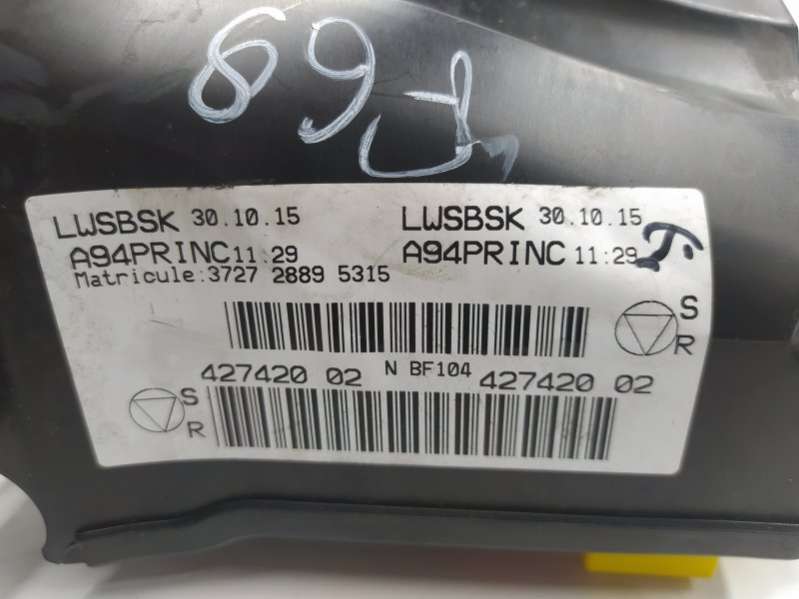 LWSBSK 30.10.15 LWSBSK 30.10.15
A94PRINC 11:29 A94PRINC 11:29
Matricule:3727 2889 5315
S
R
427420 02 N BF104 427420 02
S
R